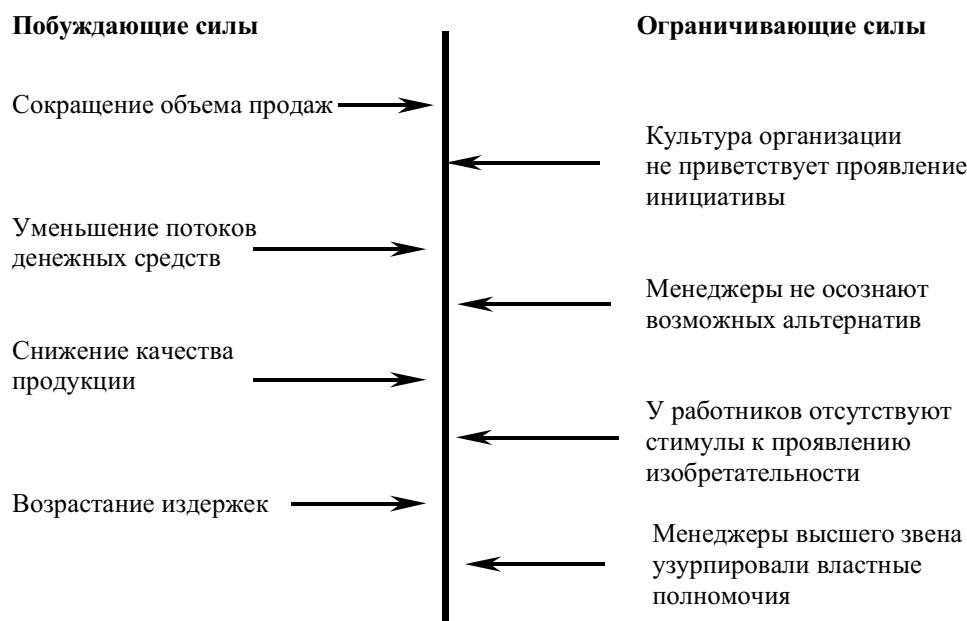 Побуждающие силы
Ограничивающие силы
Сокращение объема продаж
Культура организации
не приветствует проявление
инициативы
Уменьшение потоков
денежных средств
Менеджеры не осознают
возможных альтернатив
Снижение качества
продукции
У работников отсутствуют
стимулы к проявлению
изобретательности
Возрастание издержек
Менеджеры высшего звена
узурпировали властные
полномочия